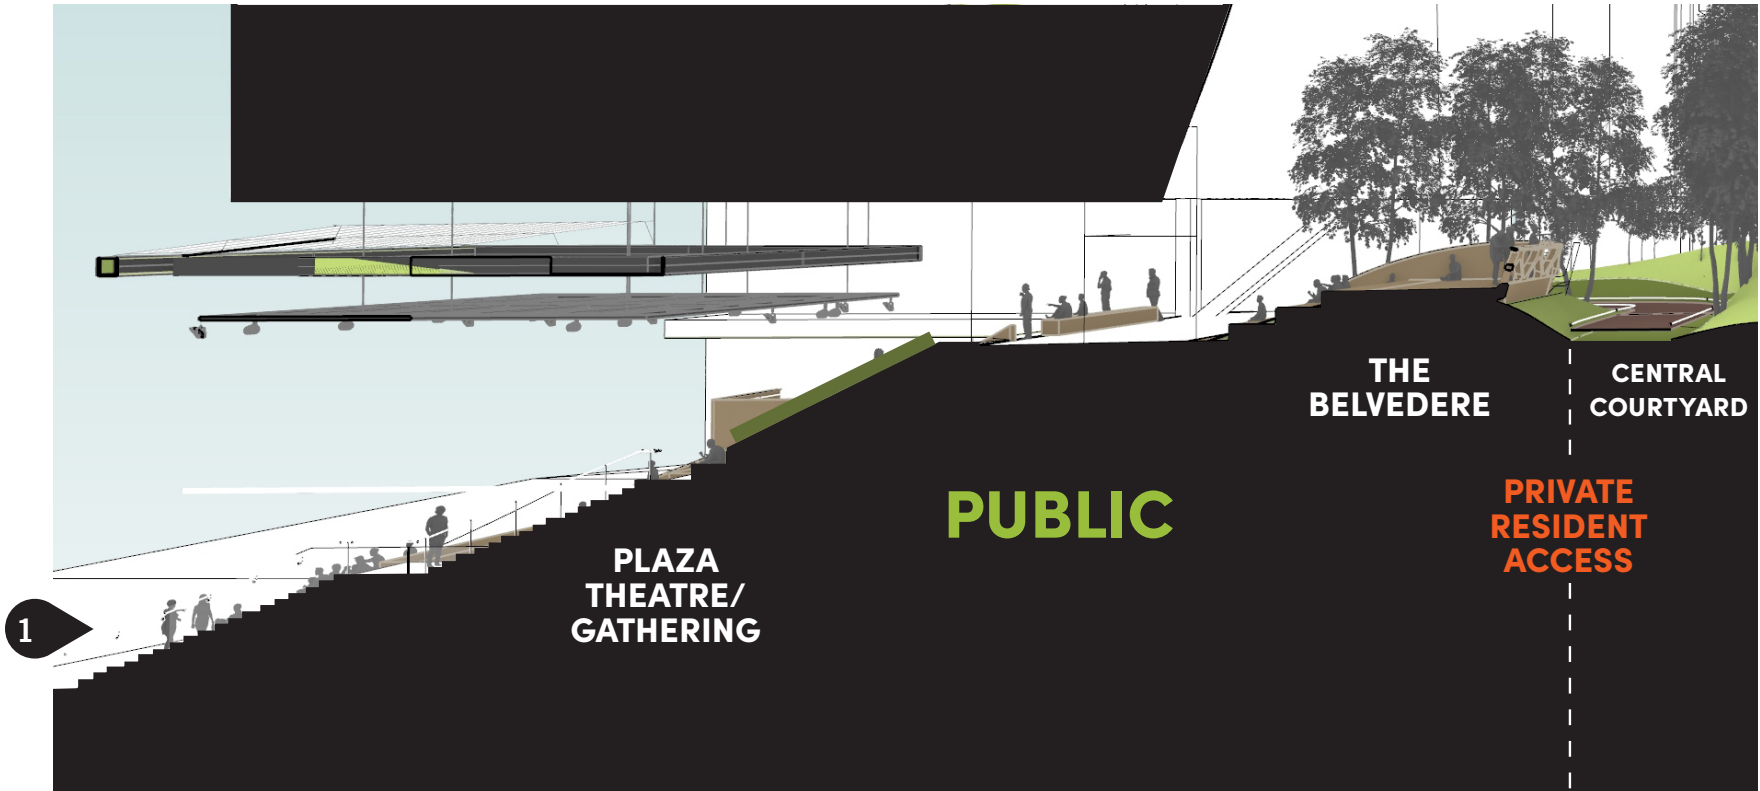 THE
BELVEDERE
CENTRAL
COURTYARD
PUBLIC
PRIVATE
RESIDENT
ACCESS
PLAZA
THEATRE/
GATHERING
1